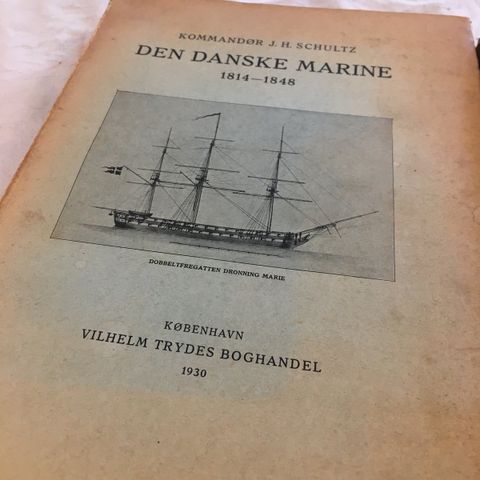 KOMMANDØR J. H. SCHULTZ
DEN DANSKE MARINE
1814—1848
DOBBELTFREGATTEN DRONNING MARIE
KØBENHAVN
VILHELM TRYDES BOGHANDEL
1930